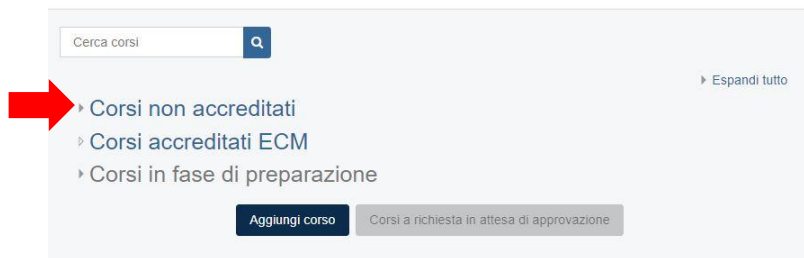 Cerca corsi
Espandi tutto
Corsi non accreditati
Corsi accreditati ECM
Corsi in fase di preparazione
Aggiungi corso
Corsi a richiesta in attesa di approvazione